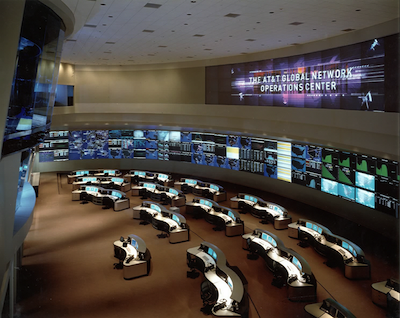 THE AT&T GLOBAL NETWORK
OPERATIONS CENTER